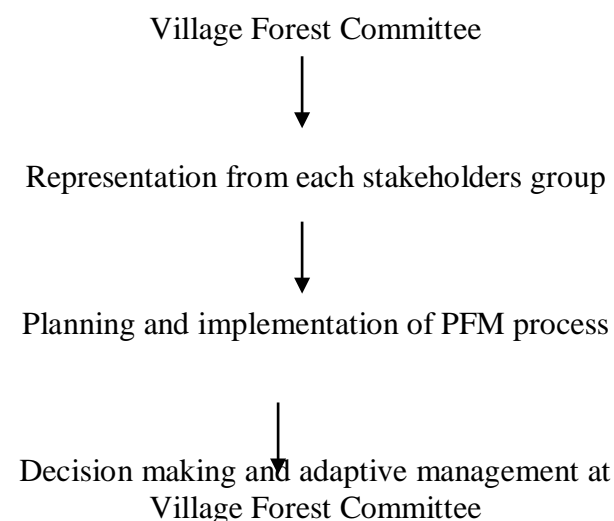 Village Forest Committee
Representation from each stakeholders group
Planning and implementation of PFM process
Decision making and adaptive management at
Village Forest Committee